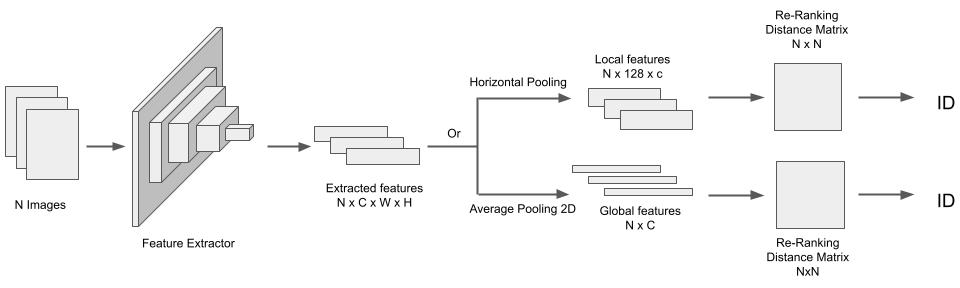 N Images
Feature Extractor
Extracted features
N x C x W x H
Or
Horizontal Pooling
Average Pooling 2D
Local features
N x 128 x c
Global features
N x C
Re-Ranking
Distance Matrix
N x N
ID
Re-Ranking
Distance Matrix
NxN
ID